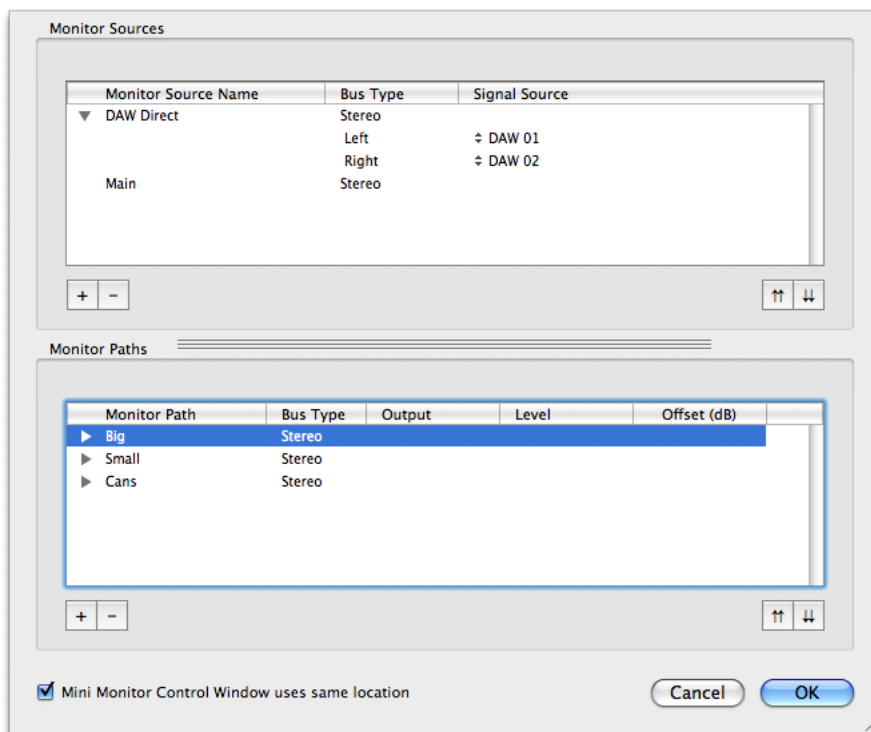 Monitor Sources
Monitor Source Name Bus Type Signal Source
DAW Direct Stereo
Left DAW 01
Right DAW 02
Main Stereo
+ -
Monitor Paths
Monitor Path Bus Type Output Level Offset (dB)
Big Stereo
Small Stereo
Cans Stereo
+ -
Mini Monitor Control Window uses same location
Cancel OK